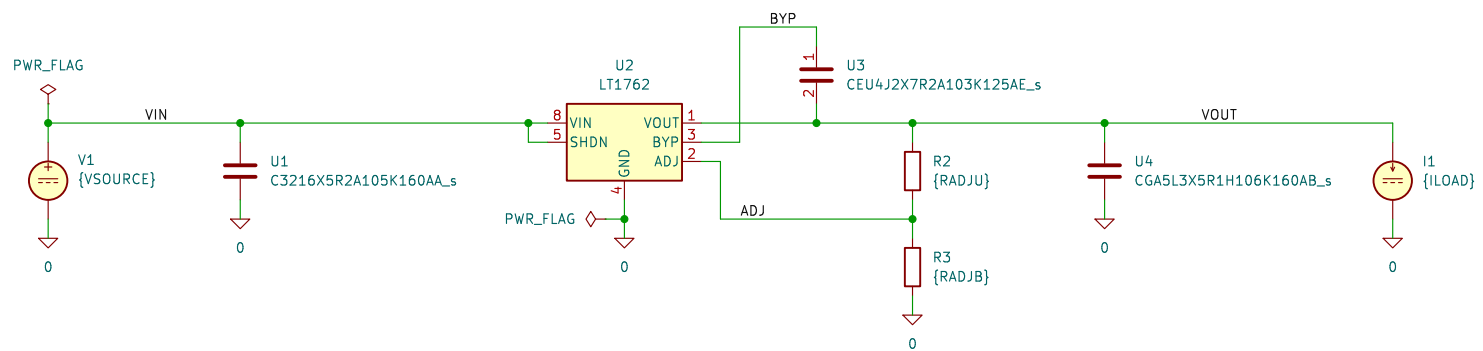 BYP
PWR_FLAG
U2
LT1762
1
2
U3
CEU4J2X7R2A103K125AE_s
VIN
8
VIN
5
SHDN
VOUT
1
BYP
3
ADJ
2
GND
4
VOUT
V1
{VSOURCE}
U1
C3216X5R2A105K160AA_s
R2
{RADJU}
U4
CGA5L3X5R1H106K160AB_s
I1
{ILOAD}
ADJ
PWR_FLAG
0
0
0
0
0
R3
{RADJB}
0